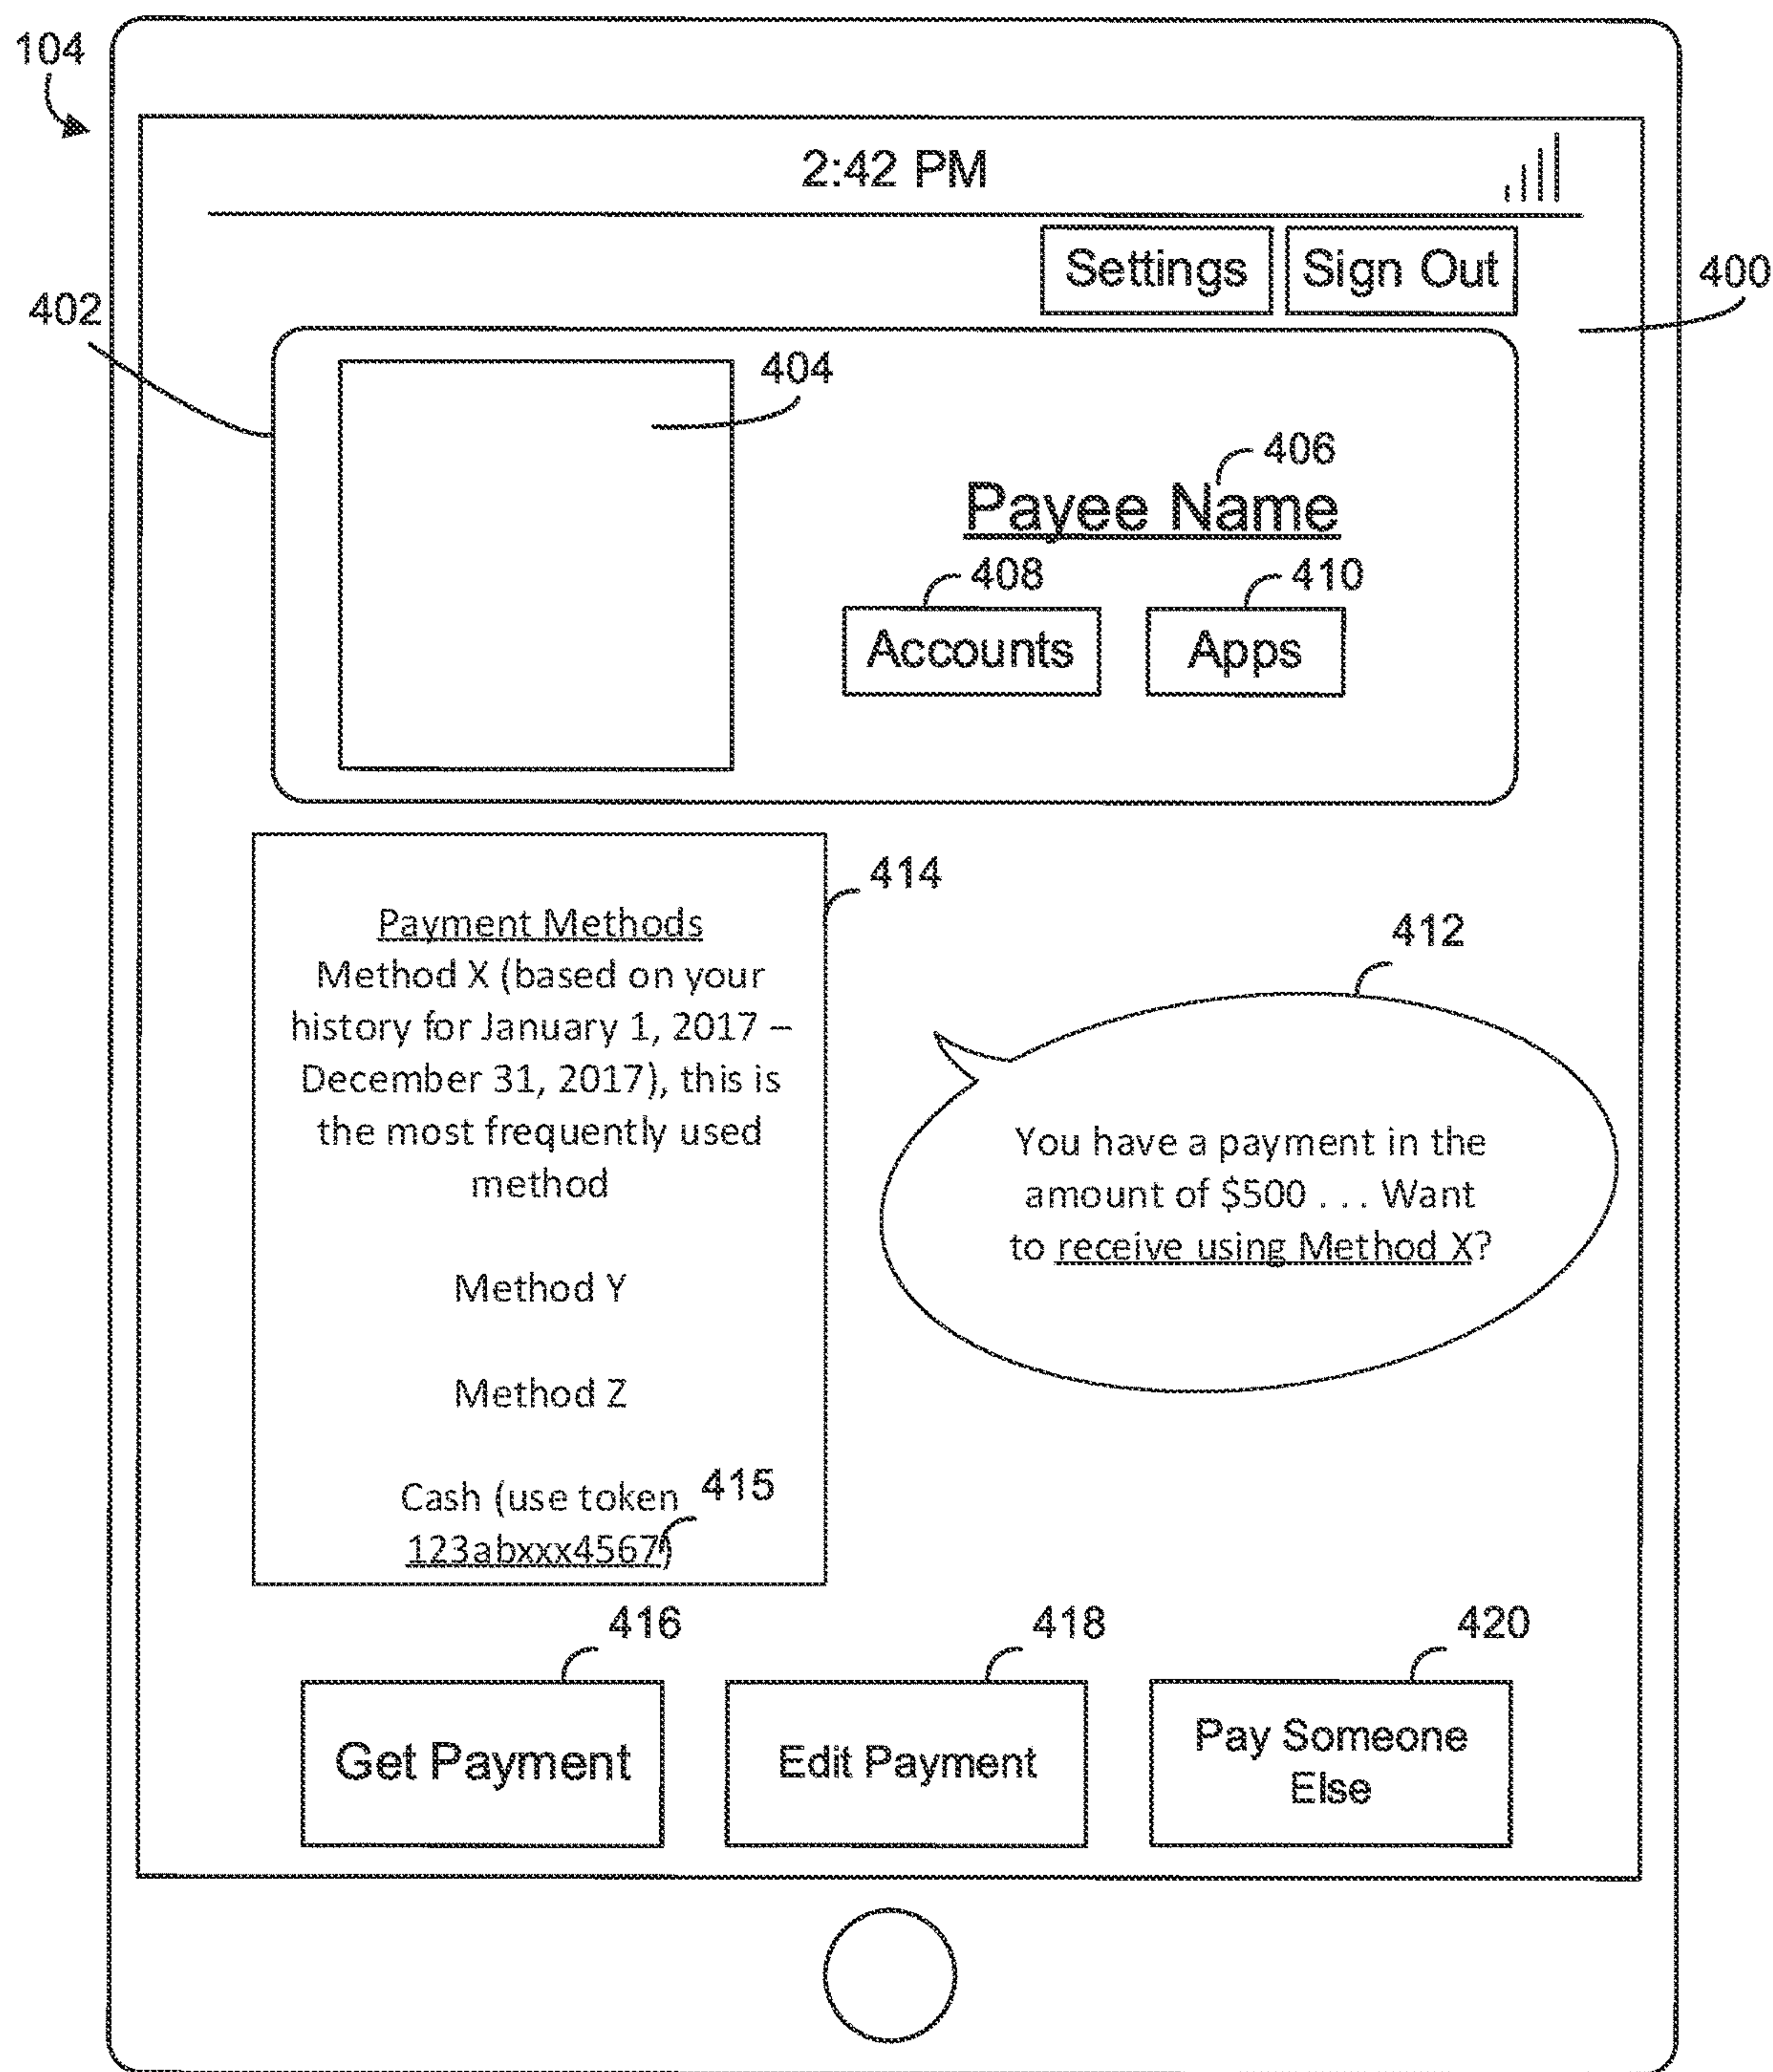 104
2:42 PM
Settings
Sign Out
400
402
404
406
Payee Name
408
410
Accounts
Apps
414
Payment Methods
Method X (based on your
history for January 1, 2017 –
December 31, 2017), this is
the most frequently used
method
Method Y
Method Z
Cash (use token
415
123abxxx4567)
412
You have a payment in the
amount of $500 . . . Want
to receive using Method X?
416
418
420
Get Payment
Edit Payment
Pay Someone
Else